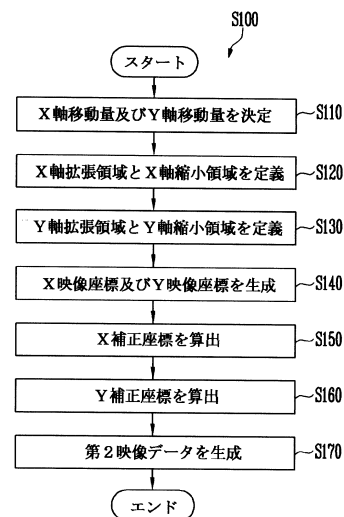 S100
スタート
X軸移動量及びY軸移動量を決定
S110
X軸拡張領域とX軸縮小領域を定義
S120
Y軸拡張領域とY軸縮小領域を定義
S130
X映像座標及びY映像座標を生成
S140
X補正座標を算出
S150
Y補正座標を算出
S160
第2映像データを生成
S170
エンド